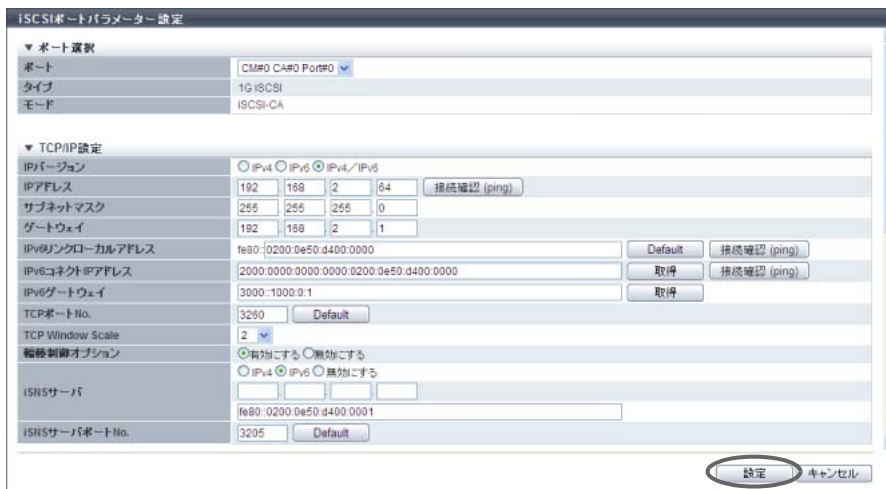 iSCSIポートパラメーター設定
▼ ポート選択
ポート CM#0 CA#0 Port#0
タイプ 1G iSCSI
モード iSCSI-CA
▼ TCP/IP設定
IPバージョン IPv4 IPv6 IPv4／IPv6
IPアドレス 192 . 168 . 2 . 64 接続確認 (ping)
サブネットマスク 255 . 255 . 255 . 0
ゲートウェイ 192 . 168 . 2 . 1
IPv6リンクローカルアドレス fe80::0200:0e50:d400:0000 Default 接続確認 (ping)
IPv6コネクトIPアドレス 2000:0000:0000:0000:0200:0e50:d400:0000 取得 接続確認 (ping)
IPv6ゲートウェイ 3000::1000:0:1 取得
TCPポートNo. 3260 Default
TCP Window Scale 2
輻輳制御オプション 有効にする 無効にする
iSNSサーバ IPv4 IPv6 無効にする
fe80::0200:0e50:d400:0001
iSNSサーバポートNo. 3205 Default
設定 キャンセル